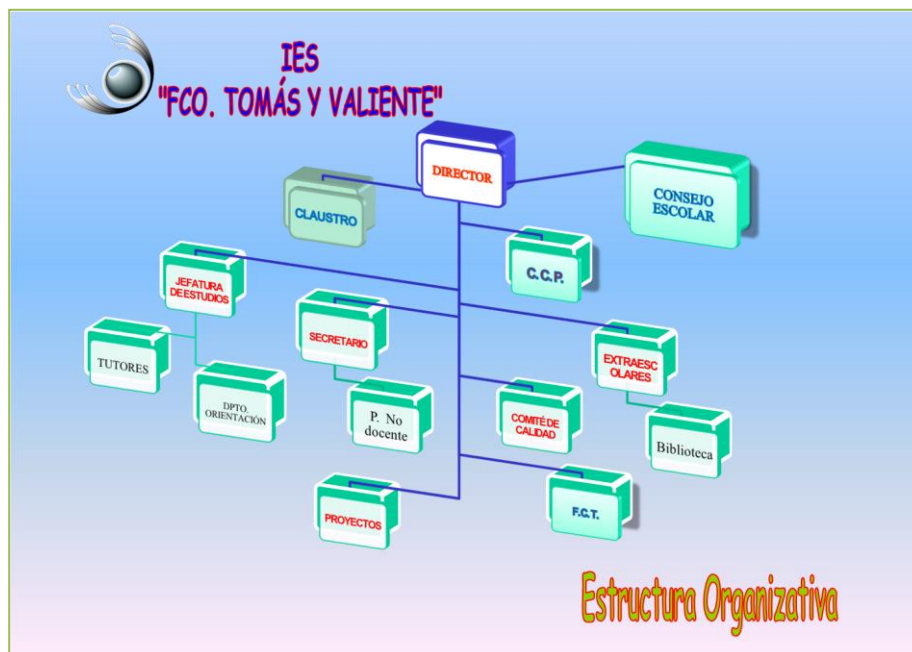 IES
"FCO. TOMÁS Y VALIENTE"
DIRECTOR
CLAUSTRO
CONSEJO
ESCOLAR
C.C.P.
JEFATURA
DE ESTUDIOS
SECRETARIO
EXTRAESC
OLARES
TUTORES
DPTO.
ORIENTACIÓN
P. No
docente
COMITÉ DE
CALIDAD
Biblioteca
PROYECTOS
F.C.T.
Estructura Organizativa